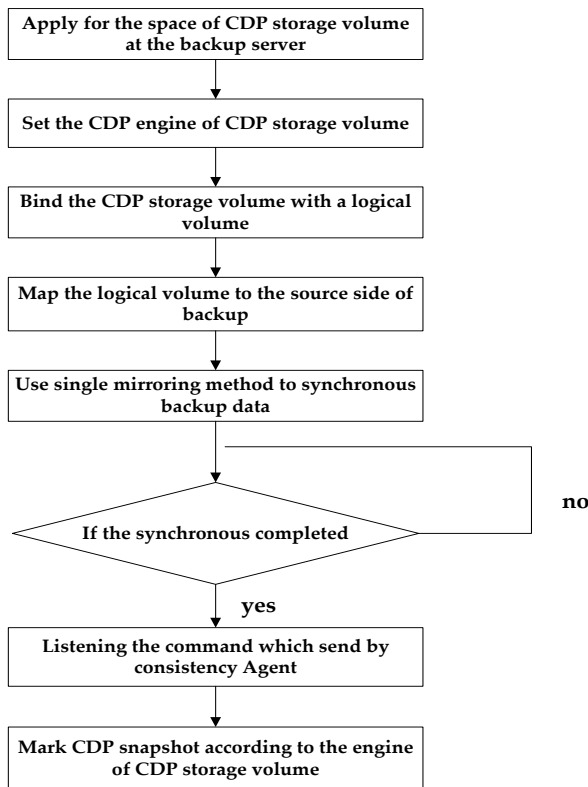 Apply for the space of CDP storage volume
at the backup server
Set the CDP engine of CDP storage volume
Bind the CDP storage volume with a logical
volume
Map the logical volume to the source side of
backup
Use single mirroring method to synchronous
backup data
If the synchronous completed
no
yes
Listening the command which send by
consistency Agent
Mark CDP snapshot according to the engine
of CDP storage volume